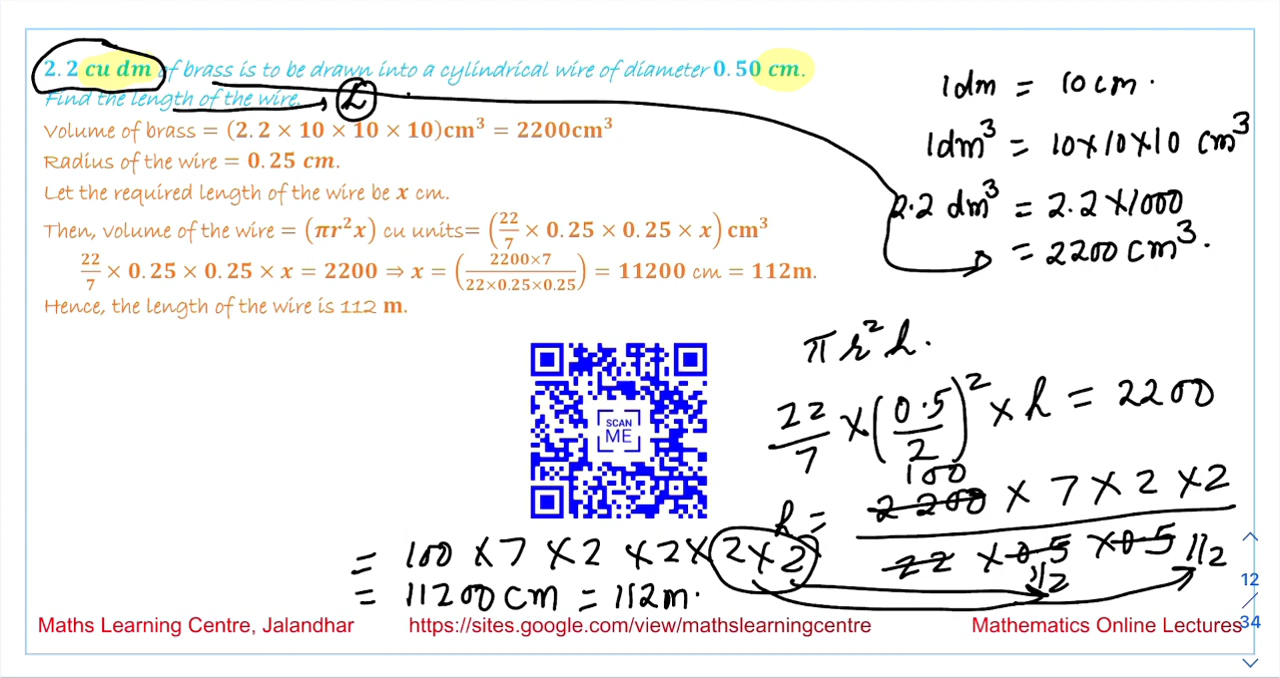 2.2 cu dm of brass is to be drawn into a cylindrical wire of diameter 0.50 cm.
Find the length of the wire.
L
Volume of brass = (2.2 × 10 × 10 × 10)cm³ = 2200cm³
Radius of the wire = 0.25 cm.
Let the required length of the wire be x cm.
Then, volume of the wire = (πr²x) cu units= (22/7 × 0.25 × 0.25 × x) cm³
22/7 × 0.25 × 0.25 × x = 2200 ⇒ x = (2200×7/22×0.25×0.25) = 11200 cm = 112m.
Hence, the length of the wire is 112 m.
1dm = 10cm.
1dm³ = 10×10×10 cm³
2.2 dm³ = 2.2×1000
= 2200 cm³.
πr²h.
22/7 × (0.5/2)² × h = 2200
100
h = 2200 × 7 × 2 × 2 / 22 × 0.5 × 0.5
1/2 1/2
= 100 × 7 × 2 × 2 × 2 × 2
= 11200 cm = 112m.
SCAN
ME
Maths Learning Centre, Jalandhar
https://sites.google.com/view/mathslearningcentre
Mathematics Online Lectures
12
/
34